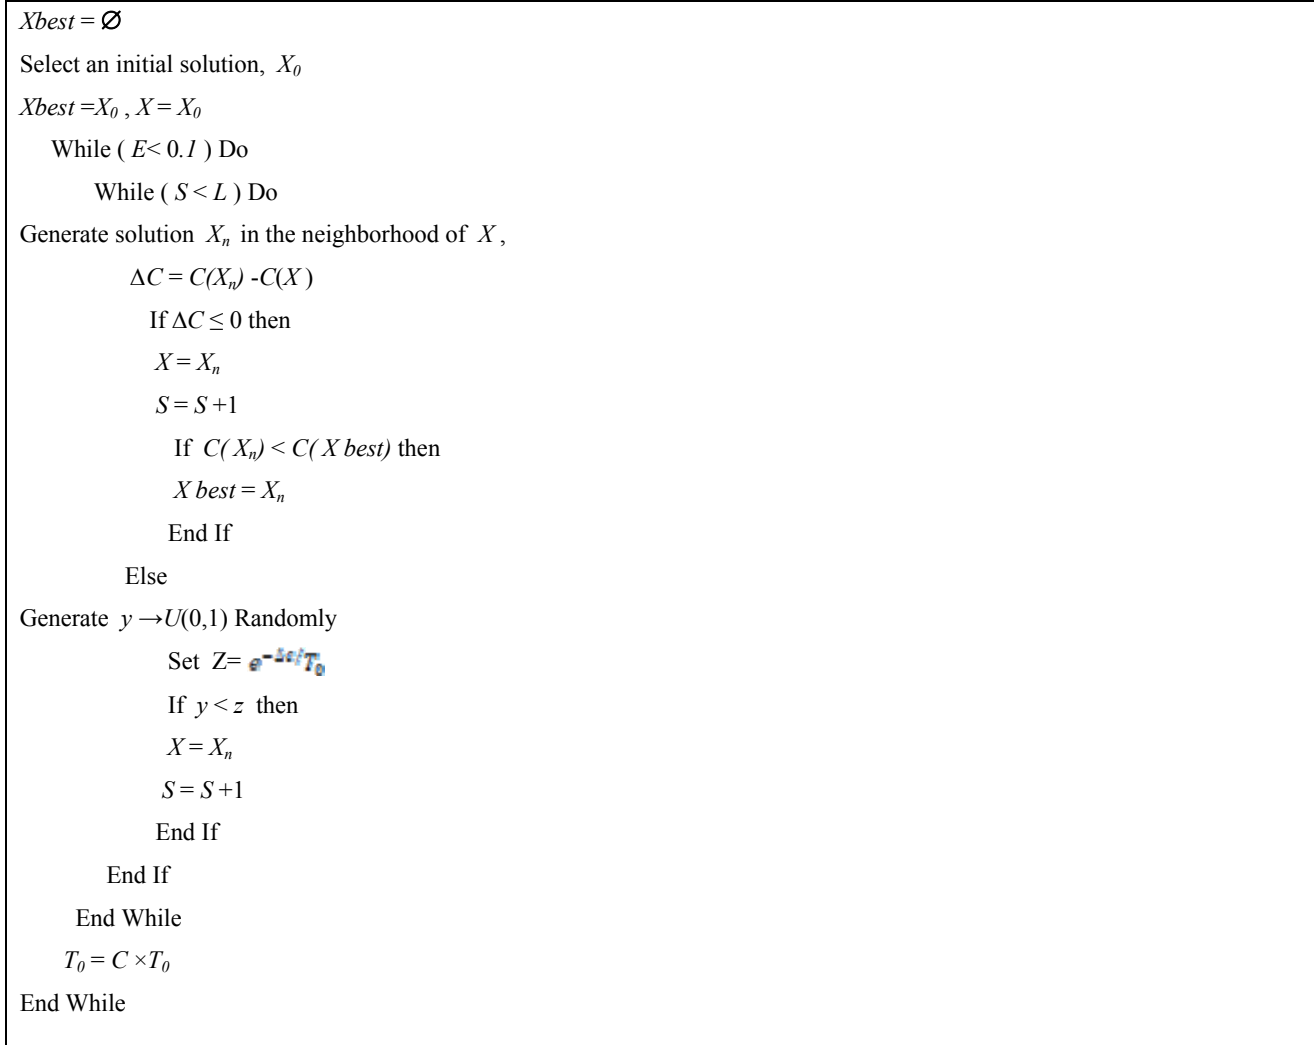 Xbest = ∅
Select an initial solution, X₀
Xbest =X₀ , X = X₀
While ( E< 0.1 ) Do
While ( S < L ) Do
Generate solution Xₙ in the neighborhood of X ,
ΔC = C(Xₙ) -C(X )
If ΔC ≤ 0 then
X = Xₙ
S = S +1
If C( Xₙ) < C( X best) then
X best = Xₙ
End If
Else
Generate y →U(0,1) Randomly
Set Z=
If y < z then
X = Xₙ
S = S +1
End If
End If
End While
T₀ = C ×T₀
End While